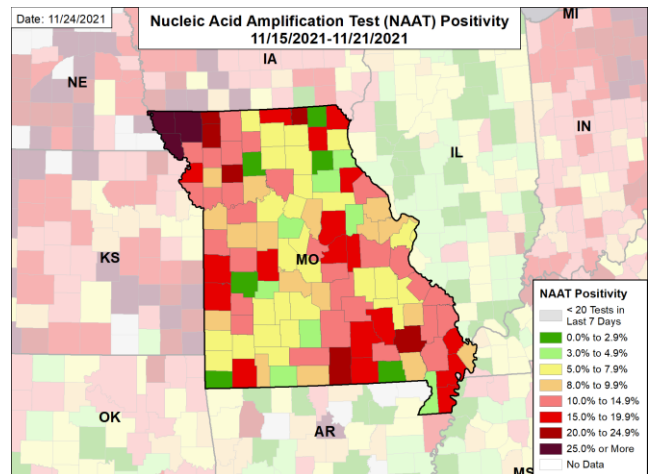 Date: 11/24/2021
Nucleic Acid Amplification Test (NAAT) Positivity
11/15/2021-11/21/2021
MI
IA
NE
IN
IL
KS
MO
NAAT Positivity
< 20 Tests in
Last 7 Days
0.0% to 2.9%
3.0% to 4.9%
5.0% to 7.9%
8.0% to 9.9%
10.0% to 14.9%
15.0% to 19.9%
20.0% to 24.9%
25.0% or More
No Data
OK
AR
MS